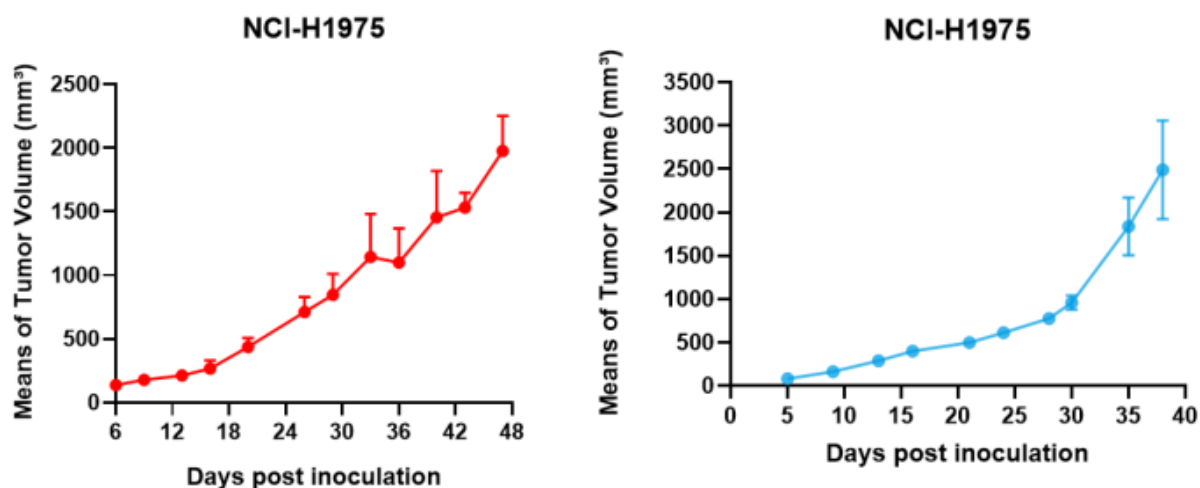 NCI-H1975
Means of Tumor Volume (mm³)
2500
2000
1500
1000
500
0
6 12 18 24 30 36 42 48
Days post inoculation
NCI-H1975
Means of Tumor Volume (mm³)
3500
3000
2500
2000
1500
1000
500
0
0 5 10 15 20 25 30 35 40
Days post inoculation